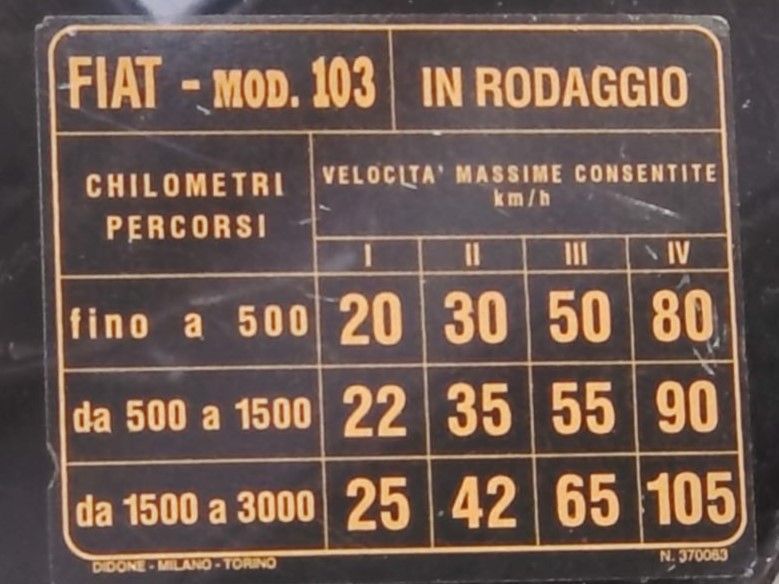 FIAT - MOD. 103 IN RODAGGIO
CHILOMETRI
PERCORSI
VELOCITA' MASSIME CONSENTITE
km/h
I II III IV
fino a 500 20 30 50 80
da 500 a 1500 22 35 55 90
da 1500 a 3000 25 42 65 105
DIDONE - MILANO - TORINO N. 370063